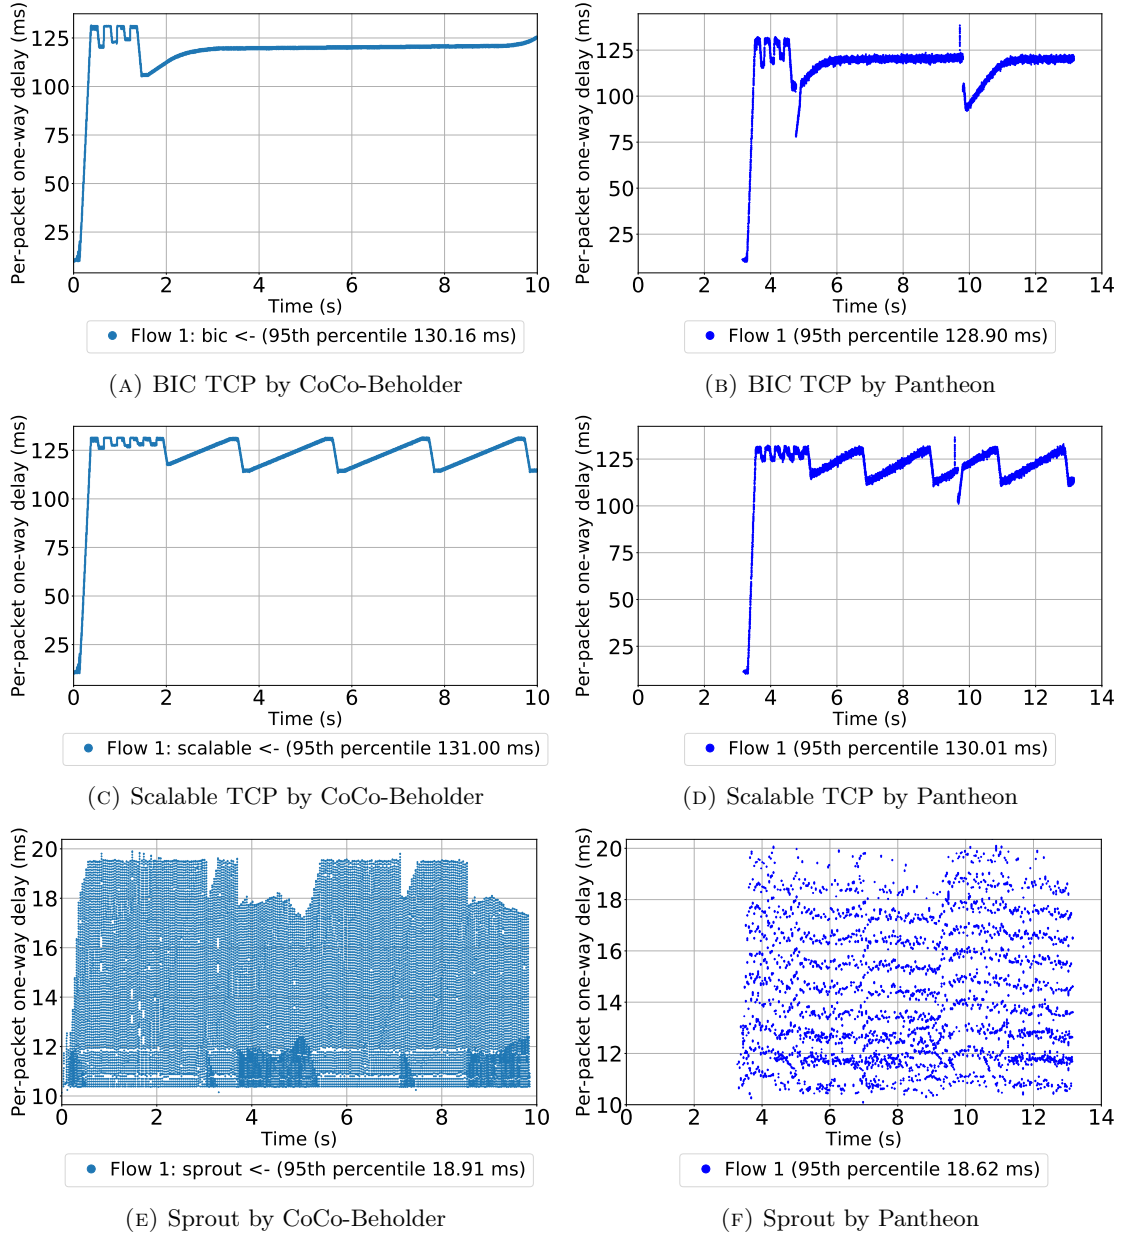 Per-packet one-way delay (ms)
125
100
75
50
25
0 2 4 6 8 10
Time (s)
Flow 1: bic <- (95th percentile 130.16 ms)
(A) BIC TCP by CoCo-Beholder
Per-packet one-way delay (ms)
125
100
75
50
25
0 2 4 6 8 10 12 14
Time (s)
Flow 1 (95th percentile 128.90 ms)
(B) BIC TCP by Pantheon
Per-packet one-way delay (ms)
125
100
75
50
25
0 2 4 6 8 10
Time (s)
Flow 1: scalable <- (95th percentile 131.00 ms)
(C) Scalable TCP by CoCo-Beholder
Per-packet one-way delay (ms)
125
100
75
50
25
0 2 4 6 8 10 12 14
Time (s)
Flow 1 (95th percentile 130.01 ms)
(D) Scalable TCP by Pantheon
Per-packet one-way delay (ms)
20
18
16
14
12
10
0 2 4 6 8 10
Time (s)
Flow 1: sprout <- (95th percentile 18.91 ms)
(E) Sprout by CoCo-Beholder
Per-packet one-way delay (ms)
20
18
16
14
12
10
0 2 4 6 8 10 12 14
Time (s)
Flow 1 (95th percentile 18.62 ms)
(F) Sprout by Pantheon